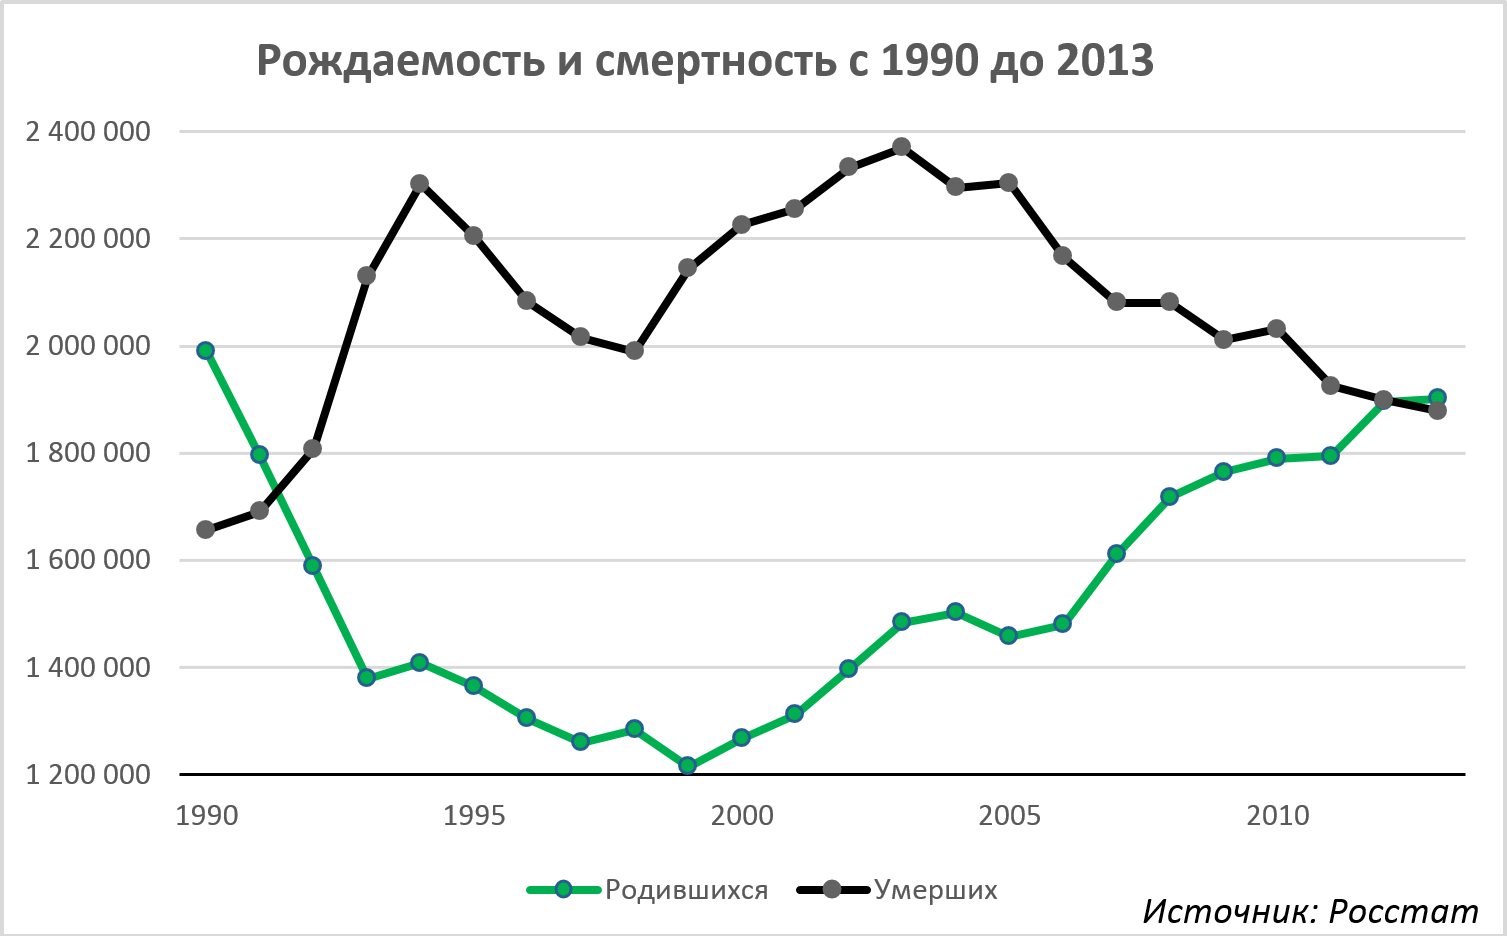 Рождаемость и смертность с 1990 до 2013
2 400 000
2 200 000
2 000 000
1 800 000
1 600 000
1 400 000
1 200 000
1990 1995 2000 2005 2010
Родившихся Умерших
Источник: Росстат